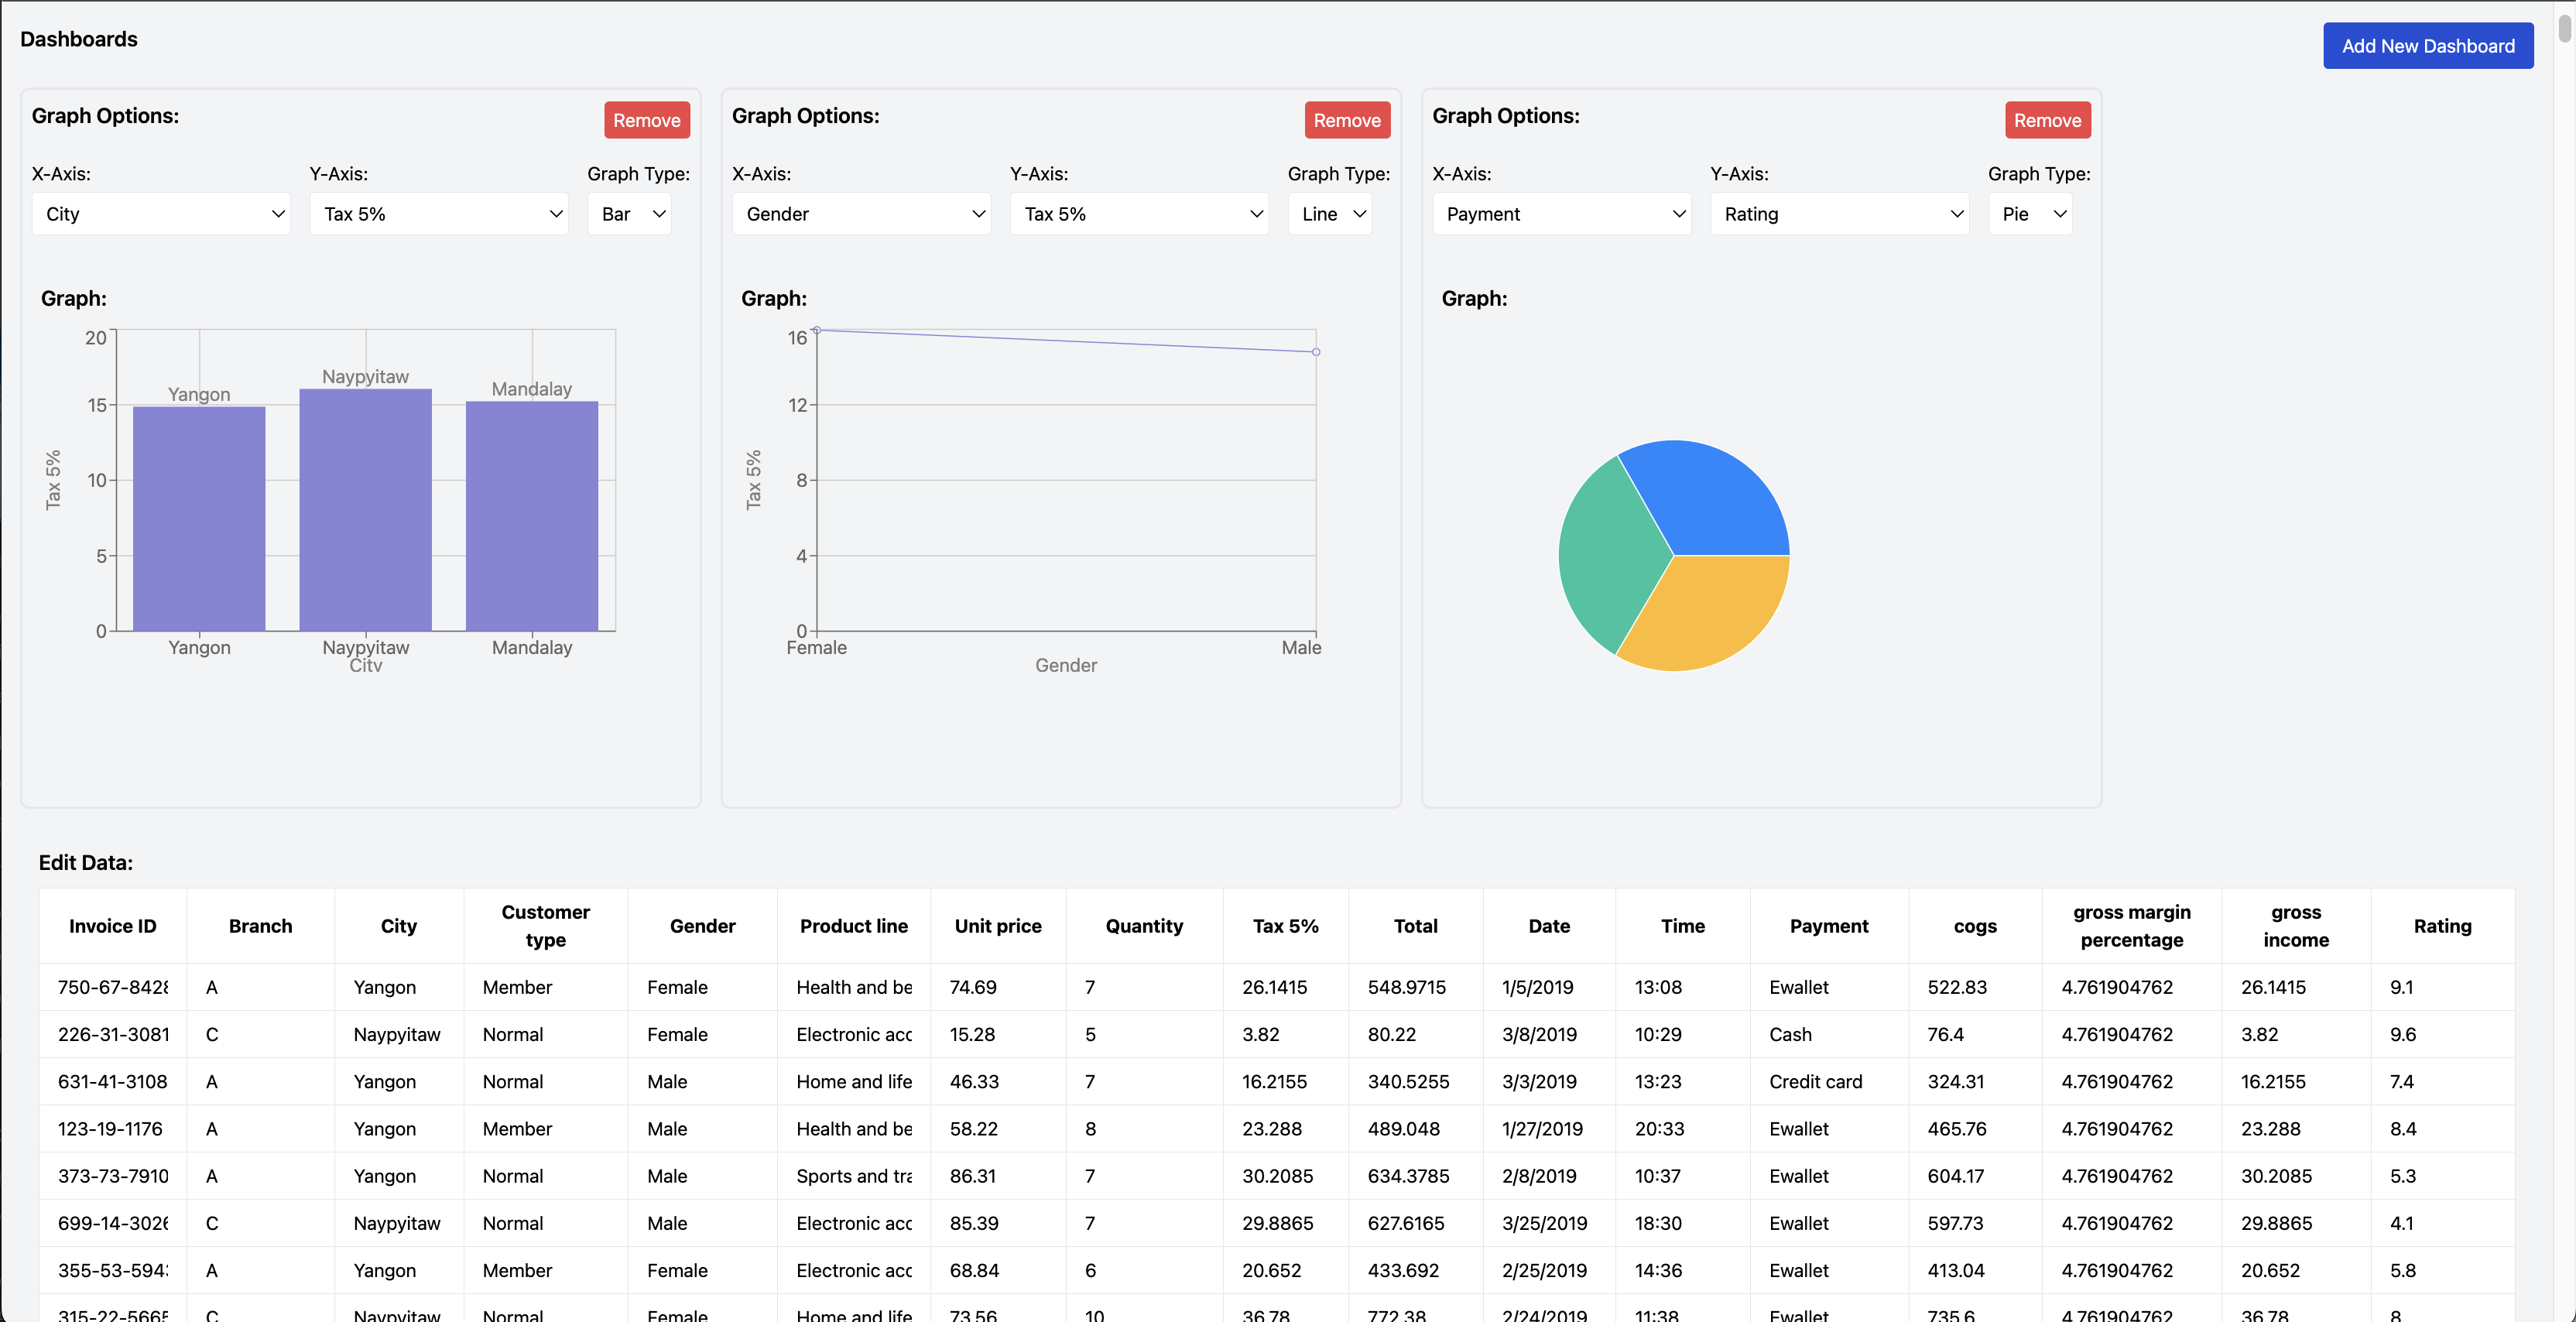 Dashboards
Add New Dashboard
Graph Options:
Remove
X-Axis:
Y-Axis:
Graph Type:
City
Tax 5%
Bar
Graph:
20
15
10
5
0
Tax 5%
Yangon
Naypyitaw
Mandalay
Yangon
Naypyitaw
Mandalay
City
Graph Options:
Remove
X-Axis:
Y-Axis:
Graph Type:
Gender
Tax 5%
Line
Graph:
16
12
8
4
0
Tax 5%
Female
Male
Gender
Graph Options:
Remove
X-Axis:
Y-Axis:
Graph Type:
Payment
Rating
Pie
Graph:
Edit Data:
Invoice ID Branch City Customer type Gender Product line Unit price Quantity Tax 5% Total Date Time Payment cogs gross margin percentage gross income Rating
750-67-8428 A Yangon Member Female Health and be 74.69 7 26.1415 548.9715 1/5/2019 13:08 Ewallet 522.83 4.761904762 26.1415 9.1
226-31-3081 C Naypyitaw Normal Female Electronic acc 15.28 5 3.82 80.22 3/8/2019 10:29 Cash 76.4 4.761904762 3.82 9.6
631-41-3108 A Yangon Normal Male Home and life 46.33 7 16.2155 340.5255 3/3/2019 13:23 Credit card 324.31 4.761904762 16.2155 7.4
123-19-1176 A Yangon Member Male Health and be 58.22 8 23.288 489.048 1/27/2019 20:33 Ewallet 465.76 4.761904762 23.288 8.4
373-73-7910 A Yangon Normal Male Sports and tra 86.31 7 30.2085 634.3785 2/8/2019 10:37 Ewallet 604.17 4.761904762 30.2085 5.3
699-14-3026 C Naypyitaw Normal Male Electronic acc 85.39 7 29.8865 627.6165 3/25/2019 18:30 Ewallet 597.73 4.761904762 29.8865 4.1
355-53-594 A Yangon Member Female Electronic acc 68.84 6 20.652 433.692 2/25/2019 14:36 Ewallet 413.04 4.761904762 20.652 5.8
315-22-5665 C Naypyitaw Normal Female Home and life 73.56 10 36.78 772.38 2/24/2019 11:38 Ewallet 735.6 4.761904762 36.78 8